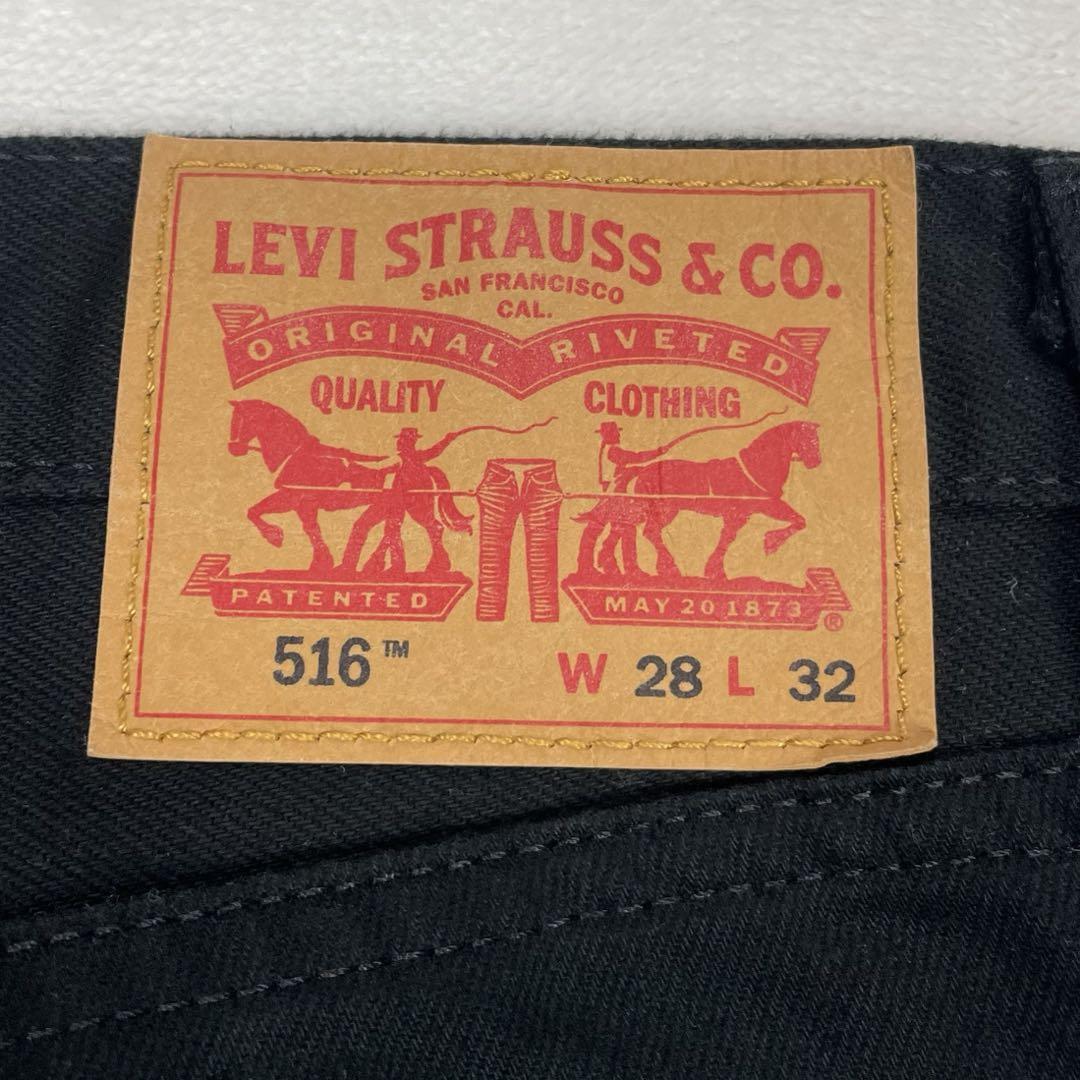 LEVI STRAUSS & CO.
SAN FRANCISCO
CAL.
ORIGINAL RIVETED
QUALITY CLOTHING
PATENTED MAY 20 1873 ®
516™ W 28 L 32